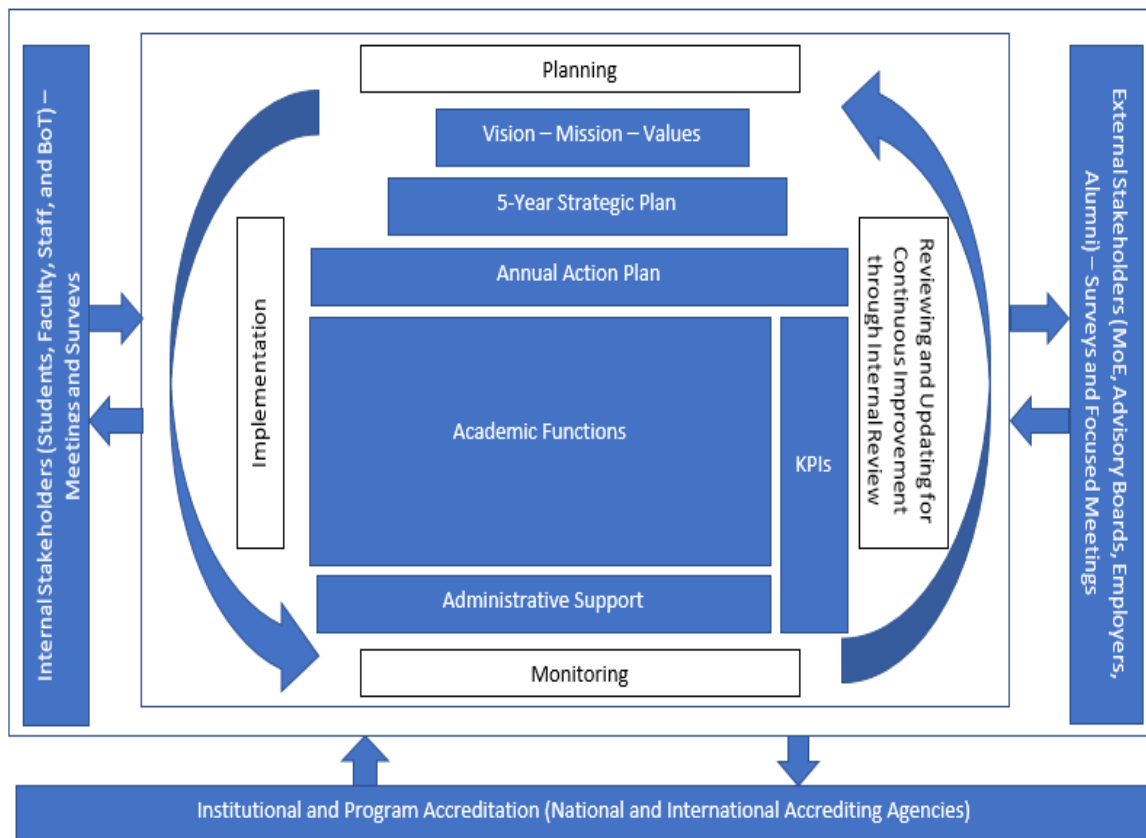 Planning
Vision – Mission – Values
5-Year Strategic Plan
Annual Action Plan
Academic Functions
KPIs
Administrative Support
Monitoring
Implementation
Reviewing and Updating for
Continuous Improvement
through Internal Review
Internal Stakeholders (Students, Faculty, Staff, and BoT) –
Meetings and Surveys
External Stakeholders (MoE, Advisory Boards, Employers,
Alumni) – Surveys and Focused Meetings
Institutional and Program Accreditation (National and International Accrediting Agencies)